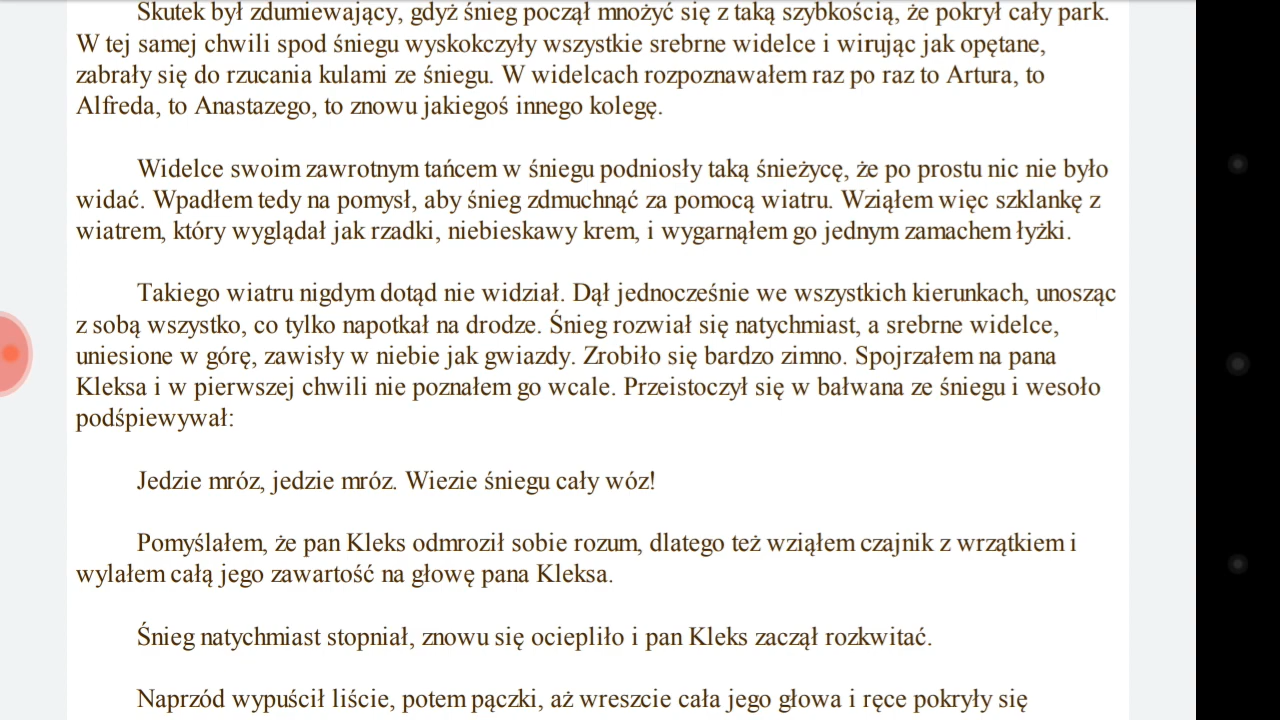 Skutek był zdumiewający, gdyż śnieg począł mnożyć się z taką szybkością, że pokrył cały park.
W tej samej chwili spod śniegu wyskokczyły wszystkie srebrne widelce i wirując jak opętane,
zabrały się do rzucania kulami ze śniegu. W widelcach rozpoznawałem raz po raz to Artura, to
Alfreda, to Anastazego, to znowu jakiegoś innego kolegę.
Widelce swoim zawrotnym tańcem w śniegu podniosły taką śnieżycę, że po prostu nic nie było
widać. Wpadłem tedy na pomysł, aby śnieg zdmuchnąć za pomocą wiatru. Wziąłem więc szklankę z
wiatrem, który wyglądał jak rzadki, niebieskawy krem, i wygarnąłem go jednym zamachem łyżki.
Takiego wiatru nigdym dotąd nie widział. Dął jednocześnie we wszystkich kierunkach, unosząc
z sobą wszystko, co tylko napotkał na drodze. Śnieg rozwiał się natychmiast, a srebrne widelce,
uniesione w górę, zawisły w niebie jak gwiazdy. Zrobiło się bardzo zimno. Spojrzałem na pana
Kleksa i w pierwszej chwili nie poznałem go wcale. Przeistoczył się w bałwana ze śniegu i wesoło
podśpiewywał:
Jedzie mróz, jedzie mróz. Wiezie śniegu cały wóz!
Pomyślałem, że pan Kleks odmroził sobie rozum, dlatego też wziąłem czajnik z wrzątkiem i
wylałem całą jego zawartość na głowę pana Kleksa.
Śnieg natychmiast stopniał, znowu się ociepliło i pan Kleks zaczął rozkwitać.
Naprzód wypuścił liście, potem pączki, aż wreszcie cała jego głowa i ręce pokryły się